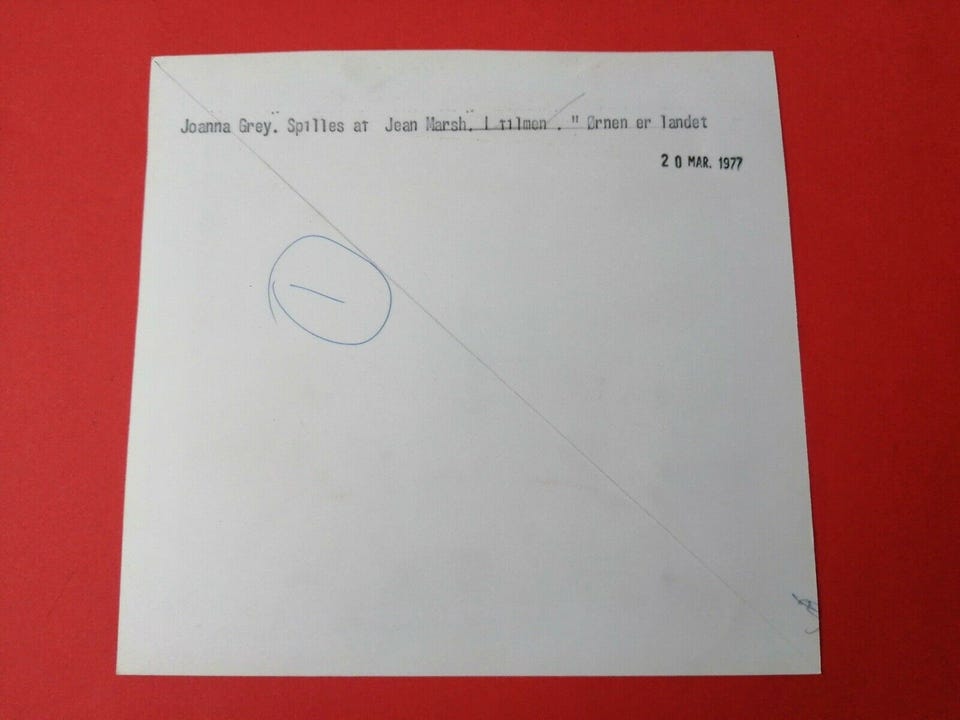 Joanna Grey. Spilles af Jean Marsh. I filmen . " Ørnen er landet
20 MAR. 1977